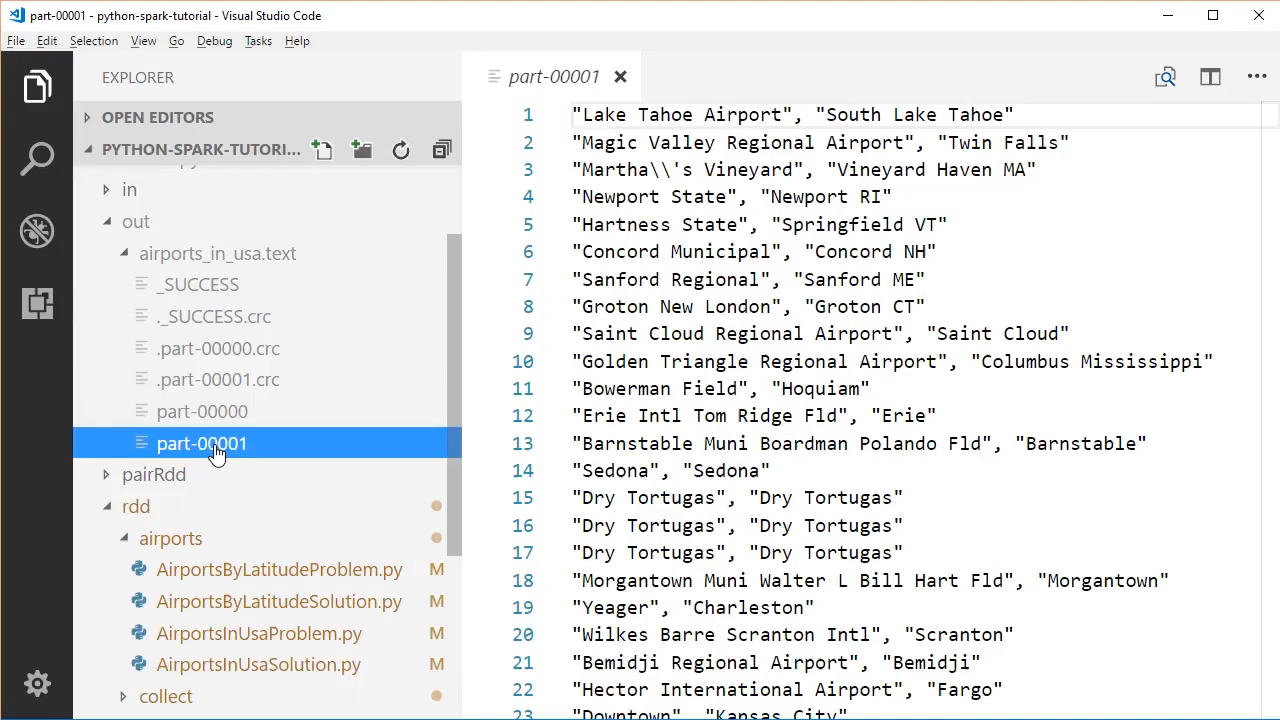 part-00001 - python-spark-tutorial - Visual Studio Code
File Edit Selection View Go Debug Tasks Help
EXPLORER
OPEN EDITORS
PYTHON-SPARK-TUTORI...
in
out
airports_in_usa.text
_SUCCESS
._SUCCESS.crc
.part-00000.crc
.part-00001.crc
part-00000
part-00001
pairRdd
rdd
airports
AirportsByLatitudeProblem.py M
AirportsByLatitudeSolution.py M
AirportsInUsaProblem.py M
AirportsInUsaSolution.py M
collect
part-00001
1 "Lake Tahoe Airport", "South Lake Tahoe"
2 "Magic Valley Regional Airport", "Twin Falls"
3 "Martha\\'s Vineyard", "Vineyard Haven MA"
4 "Newport State", "Newport RI"
5 "Hartness State", "Springfield VT"
6 "Concord Municipal", "Concord NH"
7 "Sanford Regional", "Sanford ME"
8 "Groton New London", "Groton CT"
9 "Saint Cloud Regional Airport", "Saint Cloud"
10 "Golden Triangle Regional Airport", "Columbus Mississippi"
11 "Bowerman Field", "Hoquiam"
12 "Erie Intl Tom Ridge Fld", "Erie"
13 "Barnstable Muni Boardman Polando Fld", "Barnstable"
14 "Sedona", "Sedona"
15 "Dry Tortugas", "Dry Tortugas"
16 "Dry Tortugas", "Dry Tortugas"
17 "Dry Tortugas", "Dry Tortugas"
18 "Morgantown Muni Walter L Bill Hart Fld", "Morgantown"
19 "Yeager", "Charleston"
20 "Wilkes Barre Scranton Intl", "Scranton"
21 "Bemidji Regional Airport", "Bemidji"
22 "Hector International Airport", "Fargo"
23 "Downtown", "Kansas City"